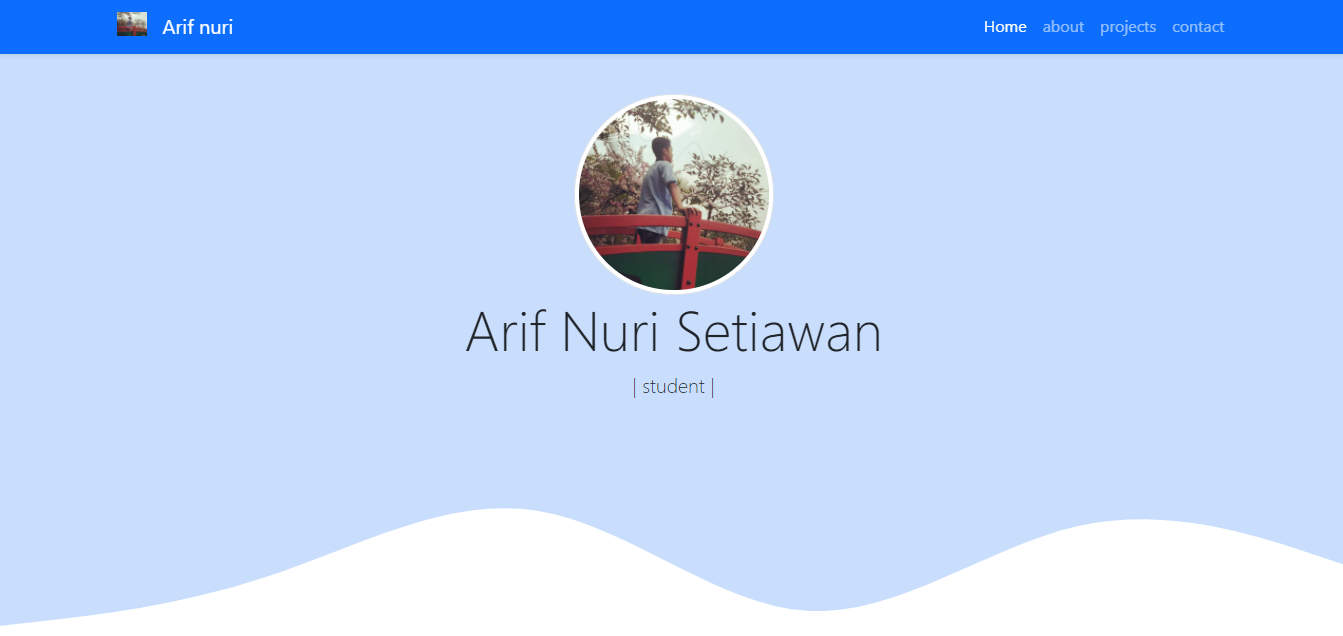 Arif nuri
Home about projects contact
Arif Nuri Setiawan
| student |